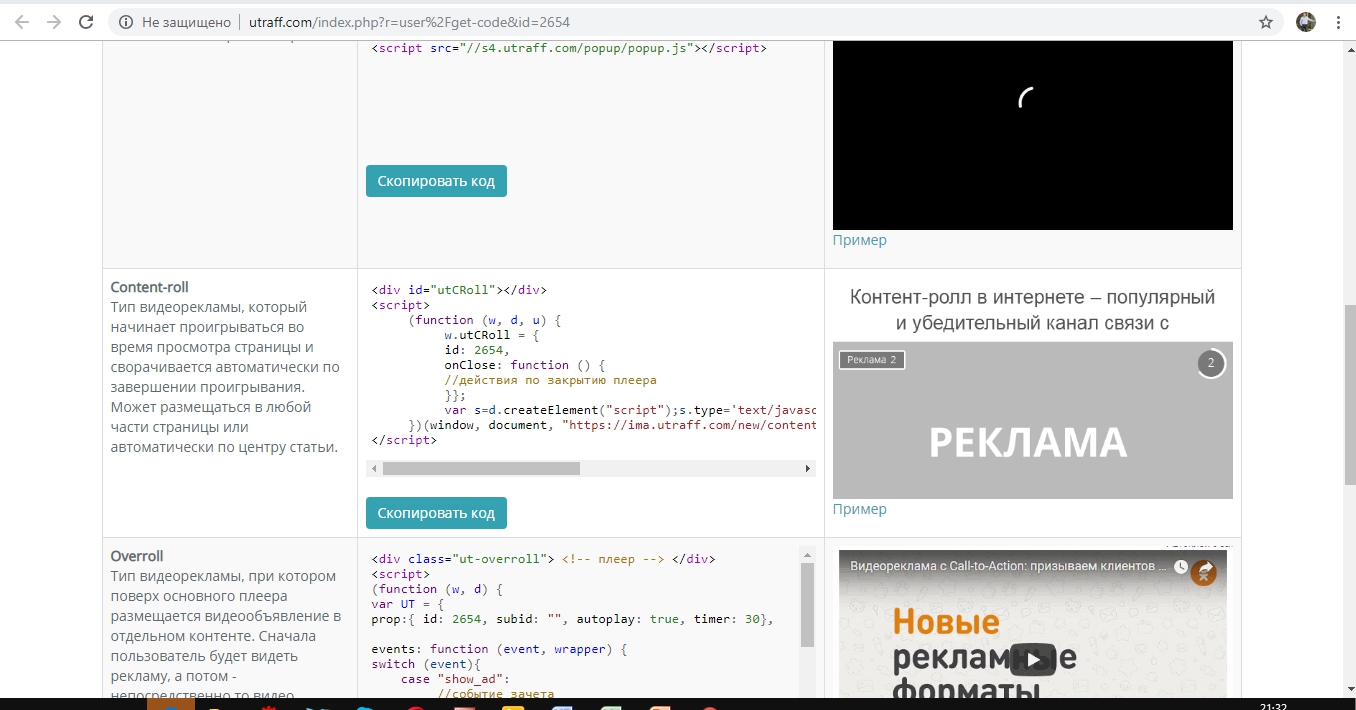 Не защищено
utraff.com/index.php?r=user%2Fget-code&id=2654
<script src="//s4.utraff.com/popup/popup.js"></script>
Скопировать код
Пример
Content-roll
Тип видеорекламы, который
начинает проигрываться во
время просмотра страницы и
сворачивается автоматически по
завершении проигрывания.
Может размещаться в любой
части страницы или
автоматически по центру статьи.
<div id="utCRoll"></div>
<script>
(function (w, d, u) {
w.utCRoll = {
id: 2654,
onClose: function () {
//действия по закрытию плеера
}};
var s=d.createElement("script");s.type='text/javasc
})(window, document, "https://ima.utraff.com/new/content
</script>
Скопировать код
Контент-ролл в интернете – популярный
и убедительный канал связи с
Реклама 2
2
РЕКЛАМА
Пример
Overroll
Тип видеорекламы, при котором
поверх основного плеера
размещается видеообъявление в
отдельном контенте. Сначала
пользователь будет видеть
рекламу, а потом -
непосредственно то видео
<div class="ut-overroll"> <!-- плеер --> </div>
<script>
(function (w, d) {
var UT = {
prop:{ id: 2654, subid: "", autoplay: true, timer: 30},
events: function (event, wrapper) {
switch (event){
case "show_ad":
//событие зачета
Видеореклама с Call-to-Action: призываем клиентов ...
Новые
рекламные
форматы
21:32